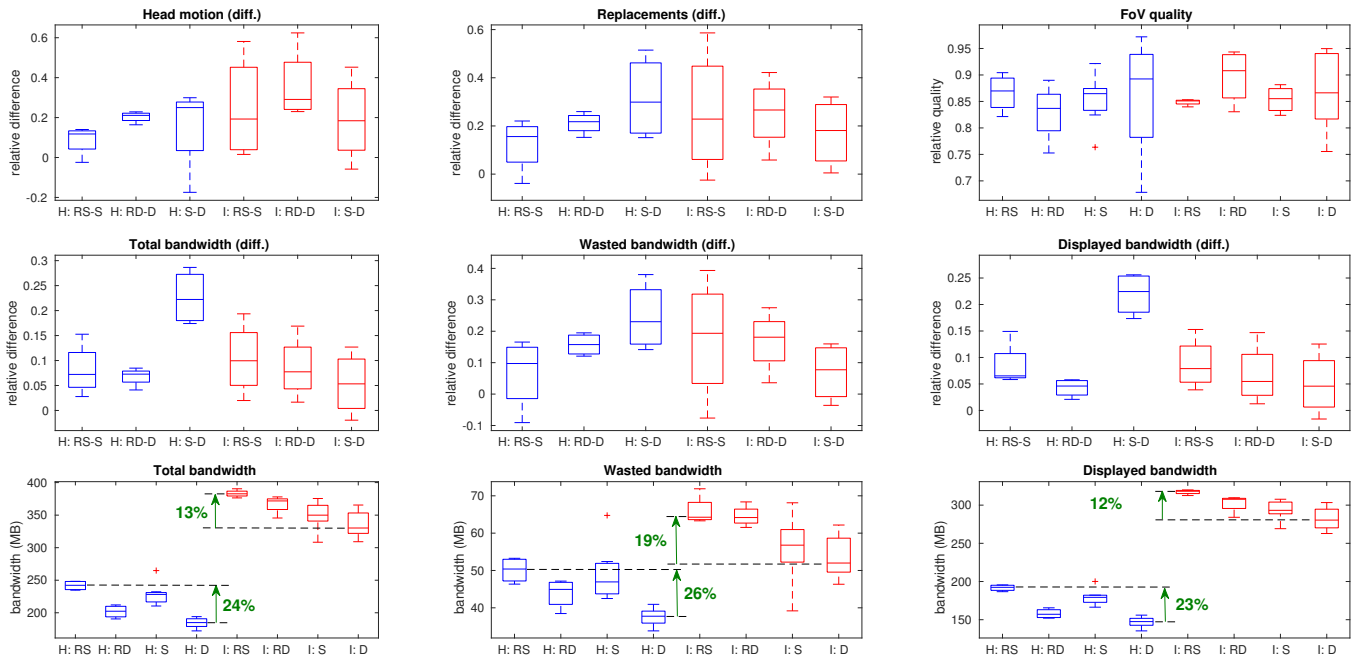 Head motion (diff.)
relative difference
0.6
0.4
0.2
0
-0.2
H: RS-S H: RD-D H: S-D I: RS-S I: RD-D I: S-D
Replacements (diff.)
relative difference
0.6
0.4
0.2
0
H: RS-S H: RD-D H: S-D I: RS-S I: RD-D I: S-D
FoV quality
relative quality
0.95
0.9
0.85
0.8
0.75
0.7
H: RS H: RD H: S H: D I: RS I: RD I: S I: D
Total bandwidth (diff.)
relative difference
0.3
0.25
0.2
0.15
0.1
0.05
0
H: RS-S H: RD-D H: S-D I: RS-S I: RD-D I: S-D
Wasted bandwidth (diff.)
relative difference
0.4
0.3
0.2
0.1
0
-0.1
H: RS-S H: RD-D H: S-D I: RS-S I: RD-D I: S-D
Displayed bandwidth (diff.)
relative difference
0.25
0.2
0.15
0.1
0.05
0
H: RS-S H: RD-D H: S-D I: RS-S I: RD-D I: S-D
Total bandwidth
bandwidth (MB)
400
350
300
250
200
13%
24%
H: RS H: RD H: S H: D I: RS I: RD I: S I: D
Wasted bandwidth
bandwidth (MB)
70
60
50
40
19%
26%
H: RS H: RD H: S H: D I: RS I: RD I: S I: D
Displayed bandwidth
bandwidth (MB)
300
250
200
150
12%
23%
H: RS H: RD H: S H: D I: RS I: RD I: S I: D